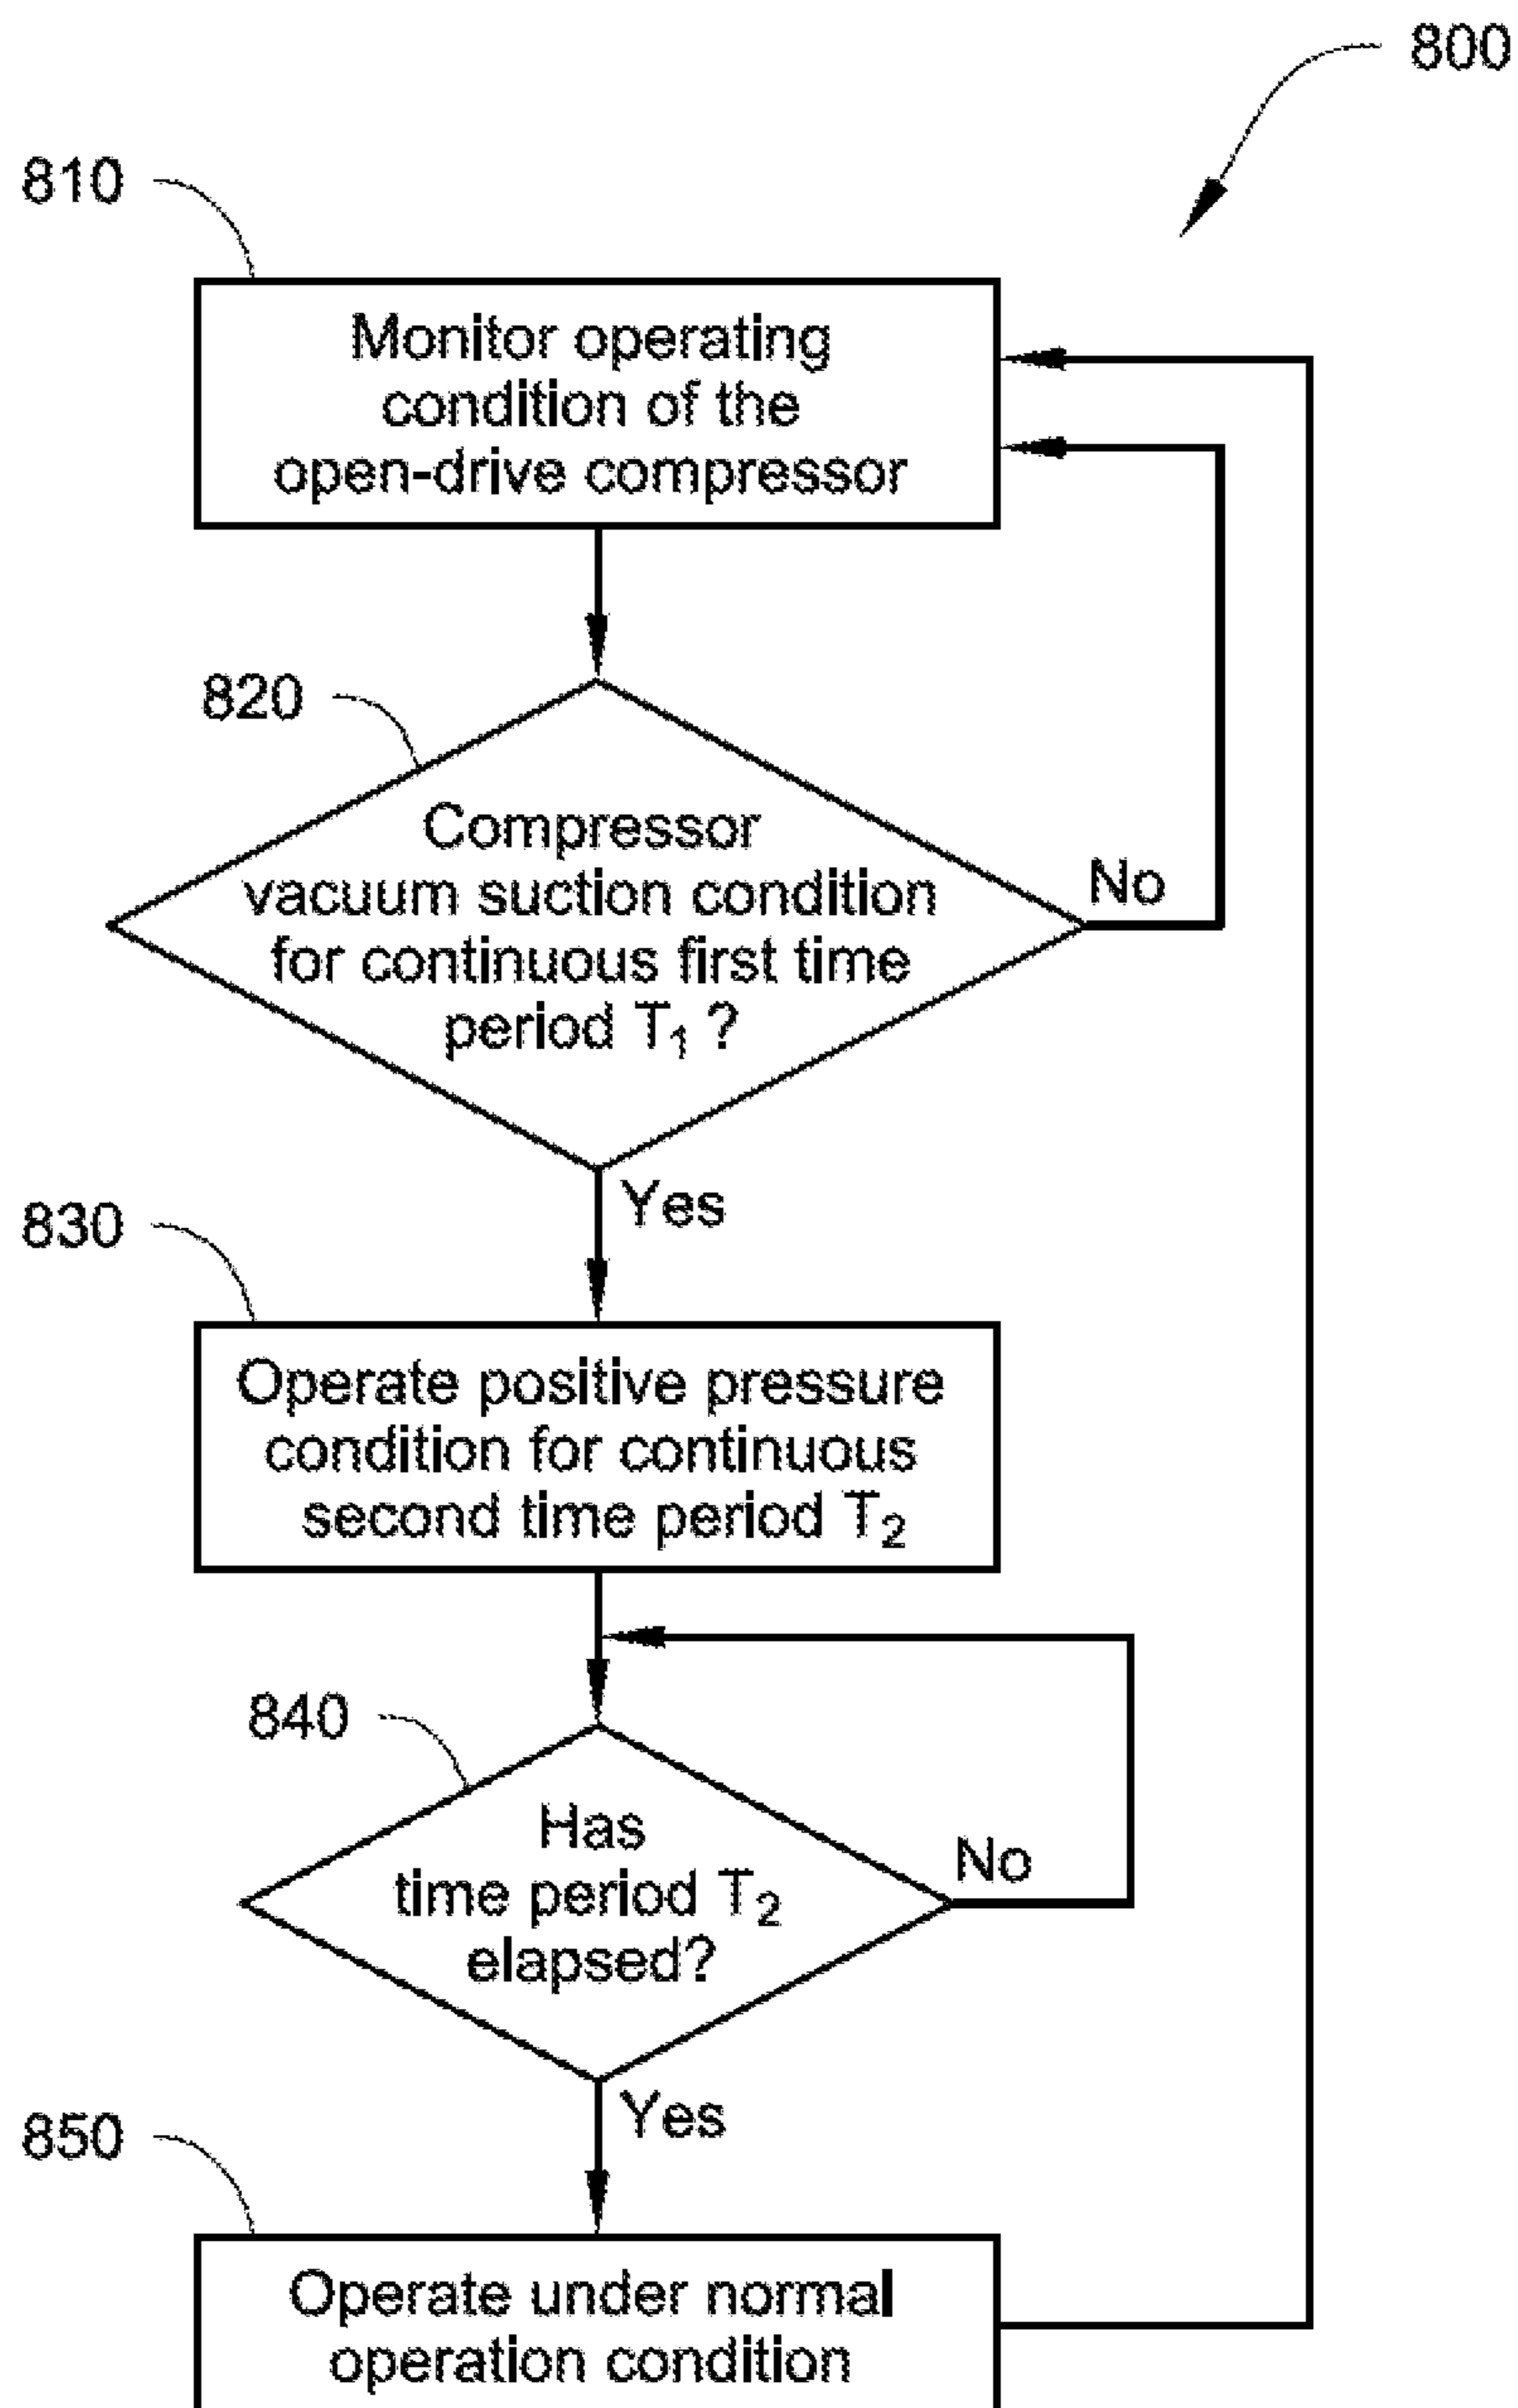 800
810
Monitor operating
condition of the
open-drive compressor
820
Compressor
vacuum suction condition
for continuous first time
period T₁ ?
No
Yes
830
Operate positive pressure
condition for continuous
second time period T₂
840
Has
time period T₂
elapsed?
No
Yes
850
Operate under normal
operation condition